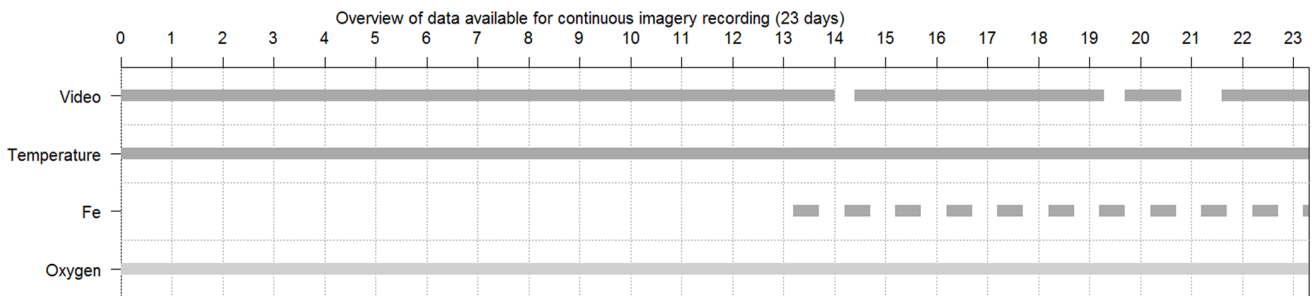 Overview of data available for continuous imagery recording (23 days)
0 1 2 3 4 5 6 7 8 9 10 11 12 13 14 15 16 17 18 19 20 21 22 23
Video
Temperature
Fe
Oxygen